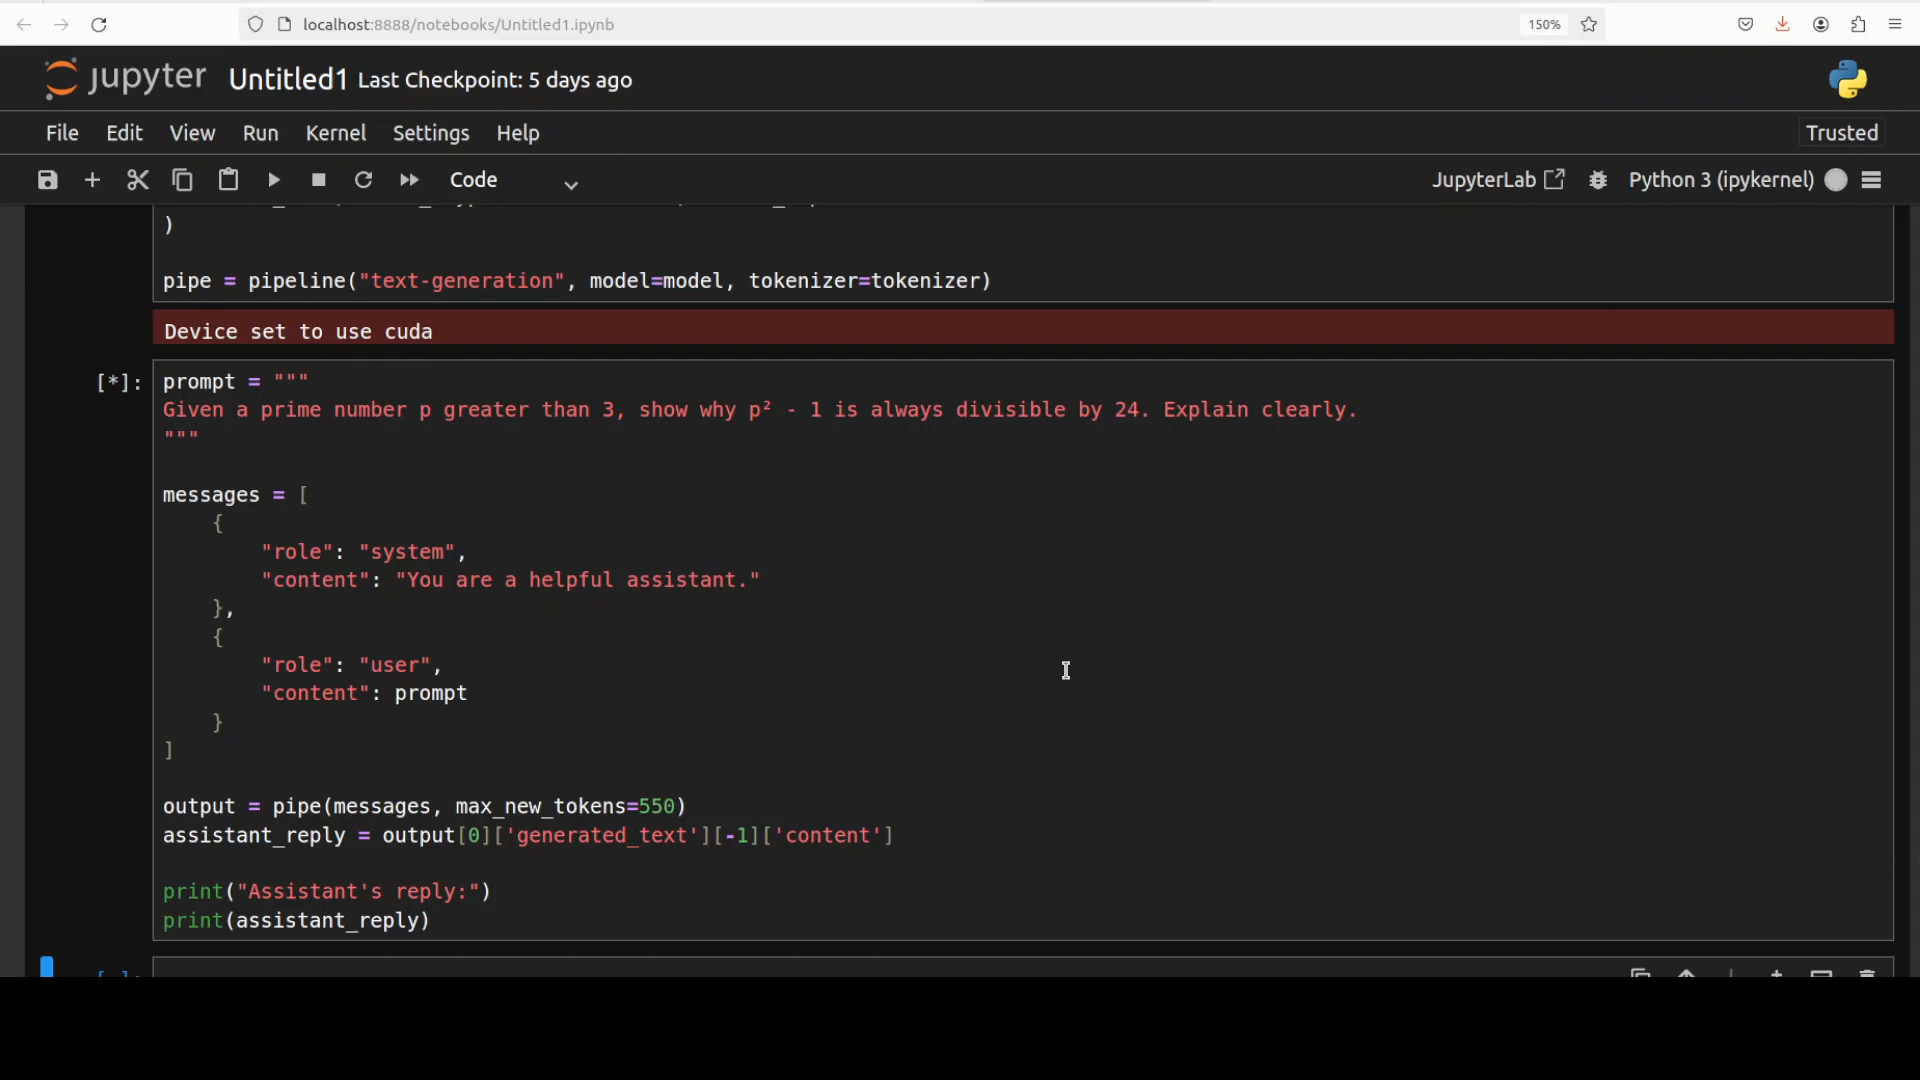 localhost:8888/notebooks/Untitled1.ipynb
150%
jupyter Untitled1 Last Checkpoint: 5 days ago
File Edit View Run Kernel Settings Help
Trusted
Code
JupyterLab
Python 3 (ipykernel)
)
pipe = pipeline("text-generation", model=model, tokenizer=tokenizer)
Device set to use cuda
[*]:
prompt = """
Given a prime number p greater than 3, show why p² - 1 is always divisible by 24. Explain clearly.
"""
messages = [
    {
        "role": "system",
        "content": "You are a helpful assistant."
    },
    {
        "role": "user",
        "content": prompt
    }
]
output = pipe(messages, max_new_tokens=550)
assistant_reply = output[0]['generated_text'][-1]['content']
print("Assistant's reply:")
print(assistant_reply)